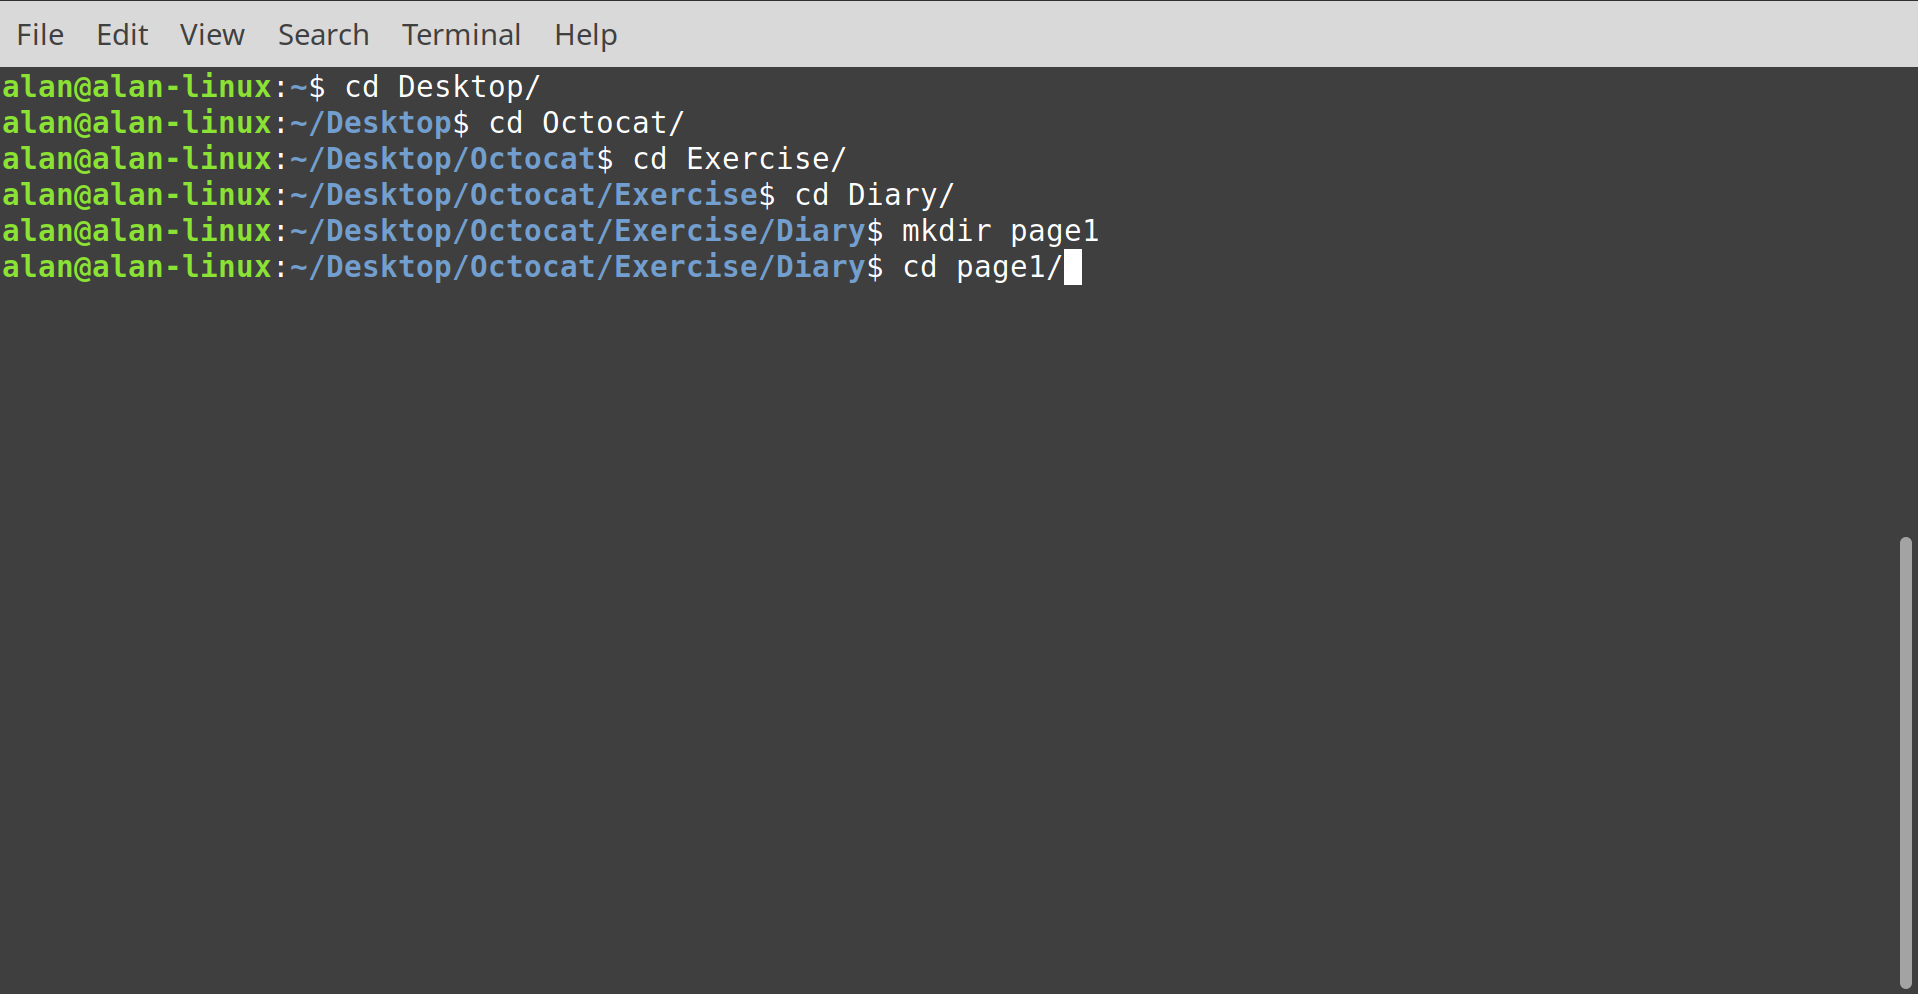 File Edit View Search Terminal Help
alan@alan-linux:~$ cd Desktop/
alan@alan-linux:~/Desktop$ cd Octocat/
alan@alan-linux:~/Desktop/Octocat$ cd Exercise/
alan@alan-linux:~/Desktop/Octocat/Exercise$ cd Diary/
alan@alan-linux:~/Desktop/Octocat/Exercise/Diary$ mkdir page1
alan@alan-linux:~/Desktop/Octocat/Exercise/Diary$ cd page1/